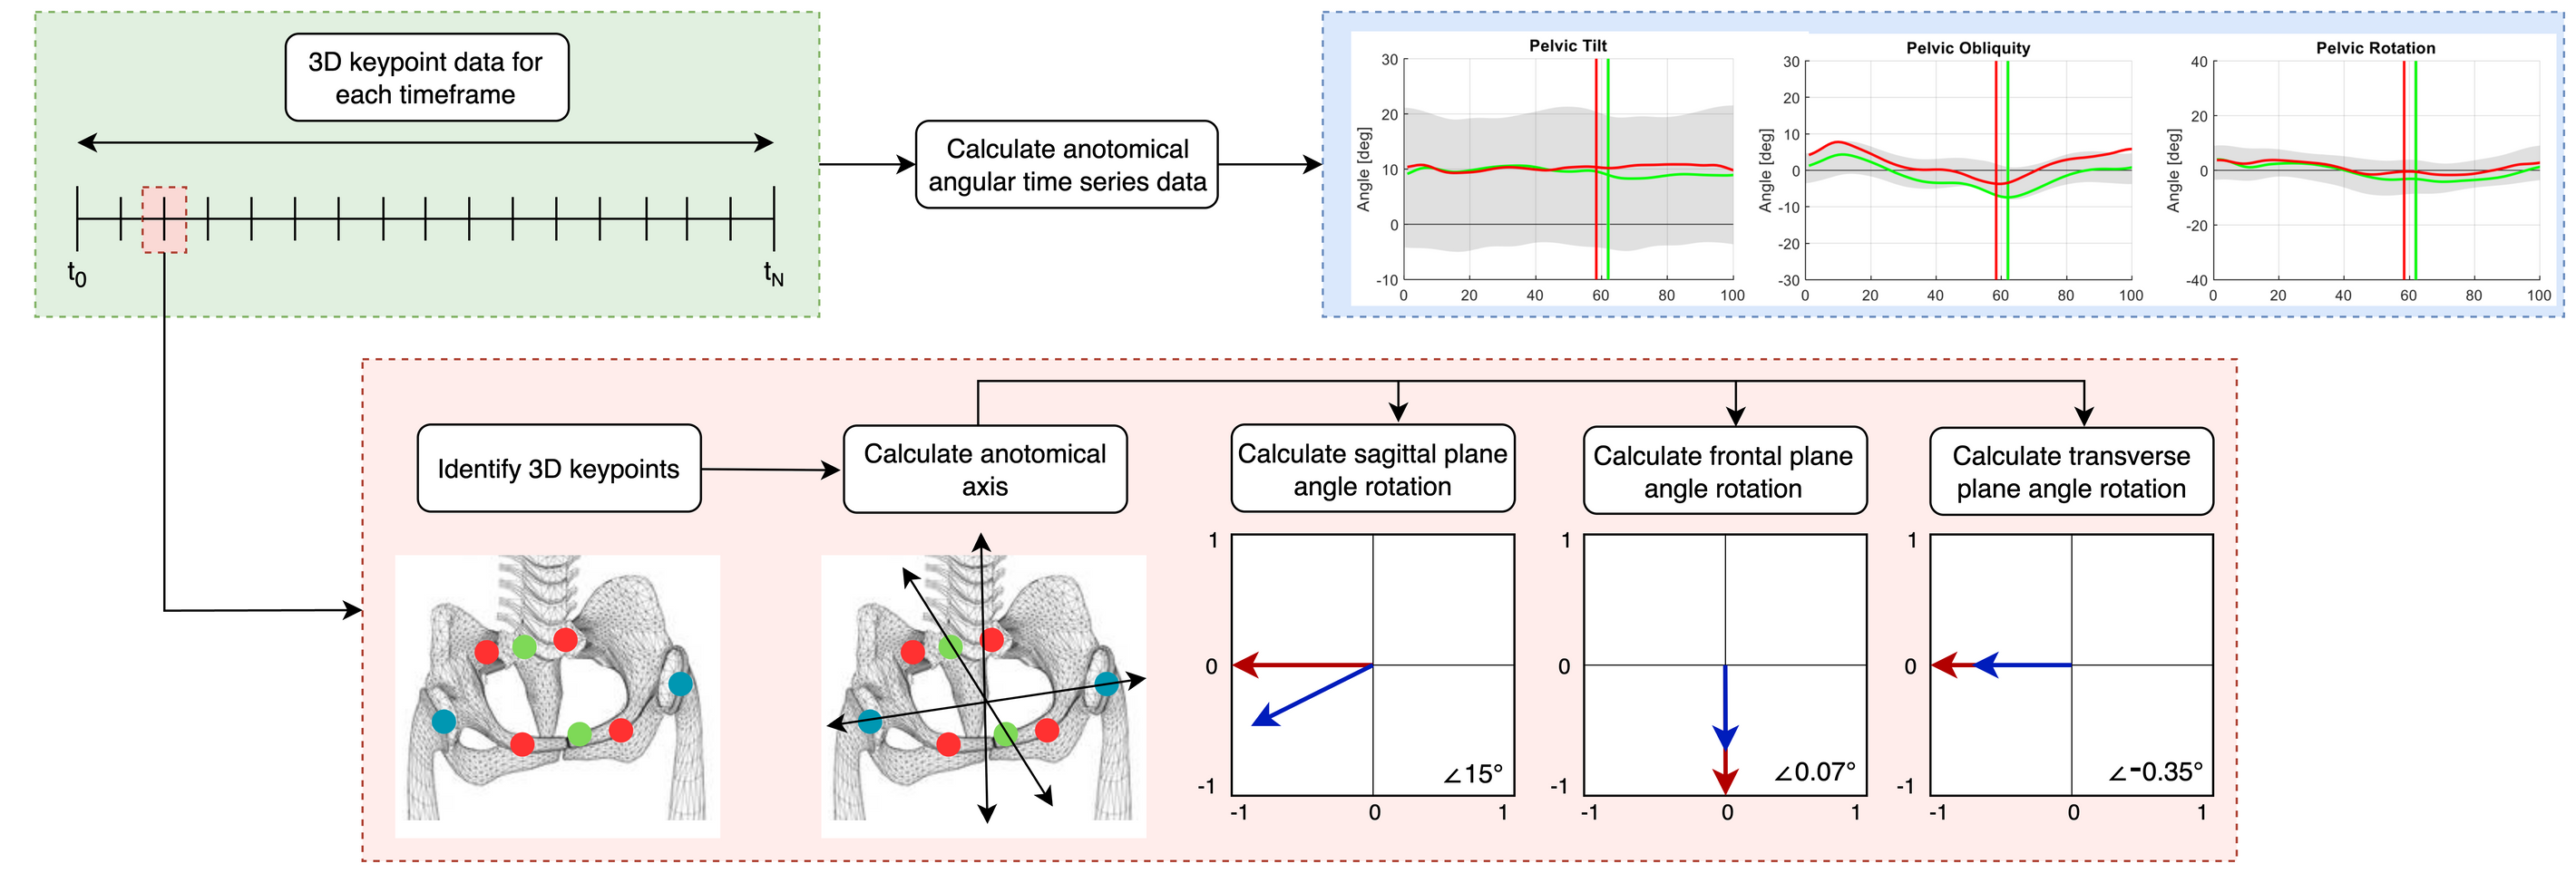 3D keypoint data for
each timeframe
t0
tN
Calculate anotomical
angular time series data
Pelvic Tilt
Angle [deg]
30
20
10
0
-10
0 20 40 60 80 100
Pelvic Obliquity
Angle [deg]
30
20
10
0
-10
-20
-30
0 20 40 60 80 100
Pelvic Rotation
Angle [deg]
40
20
0
-20
-40
0 20 40 60 80 100
Identify 3D keypoints
Calculate anotomical
axis
Calculate sagittal plane
angle rotation
1
0
-1
∠15°
-1 0 1
Calculate frontal plane
angle rotation
1
0
-1
∠0.07°
-1 0 1
Calculate transverse
plane angle rotation
1
0
-1
∠-0.35°
-1 0 1